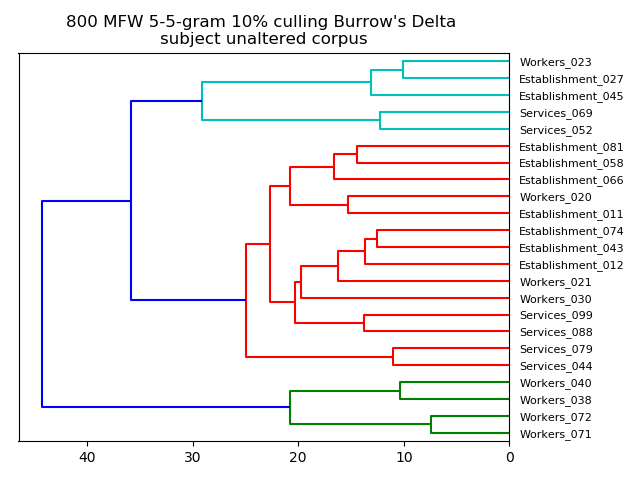 800 MFW 5-5-gram 10% culling Burrow's Delta
subject unaltered corpus
Workers_023
Establishment_027
Establishment_045
Services_069
Services_052
Establishment_081
Establishment_058
Establishment_066
Workers_020
Establishment_011
Establishment_074
Establishment_043
Establishment_012
Workers_021
Workers_030
Services_099
Services_088
Services_079
Services_044
Workers_040
Workers_038
Workers_072
Workers_071
40 30 20 10 0